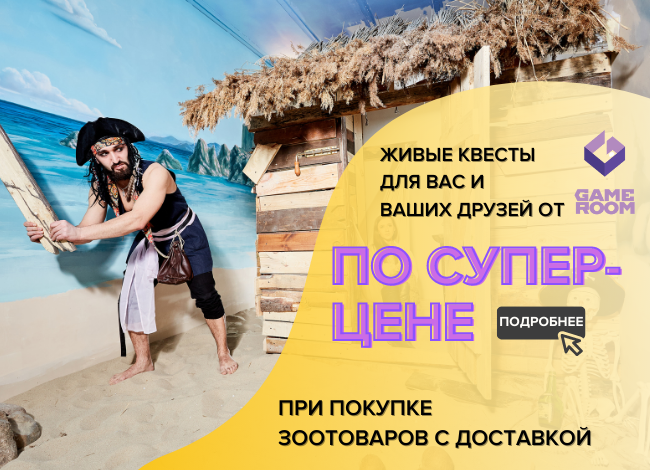 ЖИВЫЕ КВЕСТЫ
ДЛЯ ВАС И
ВАШИХ ДРУЗЕЙ ОТ
GAME
ROOM
ПО СУПЕР-
ЦЕНЕ
ПОДРОБНЕЕ
ПРИ ПОКУПКЕ
ЗООТОВАРОВ С ДОСТАВКОЙ